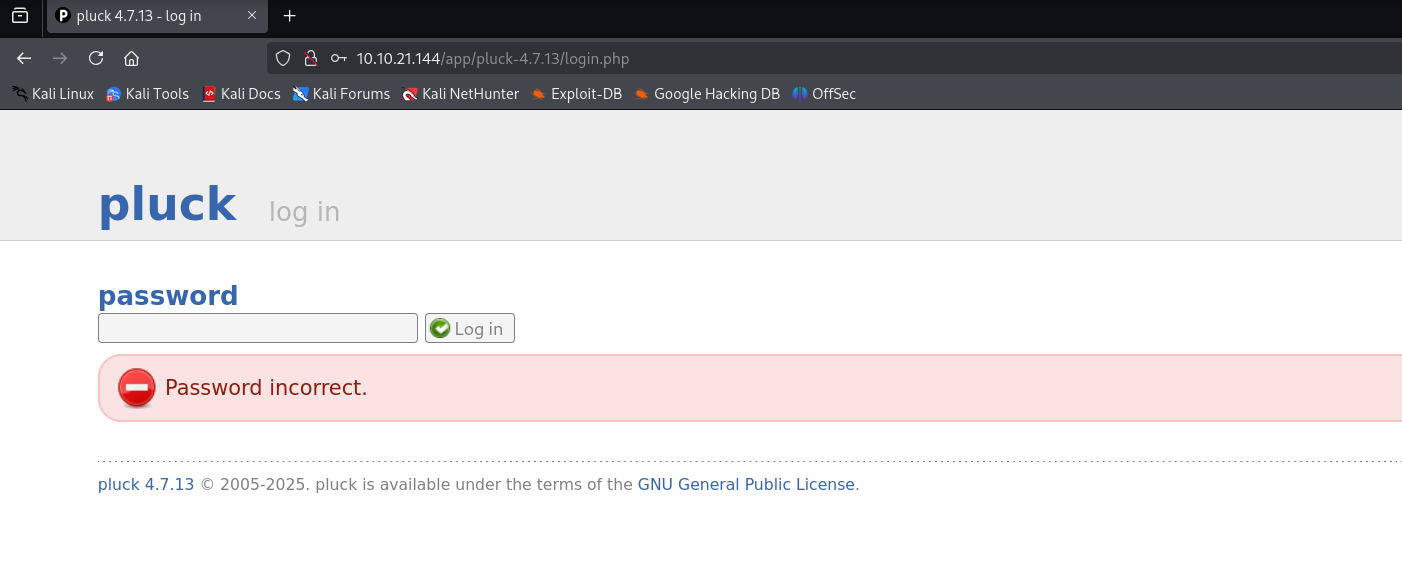 pluck 4.7.13 - log in
10.10.21.144/app/pluck-4.7.13/login.php
Kali Linux Kali Tools Kali Docs Kali Forums Kali NetHunter Exploit-DB Google Hacking DB OffSec
pluck log in
password
Log in
Password incorrect.
pluck 4.7.13 © 2005-2025. pluck is available under the terms of the GNU General Public License.